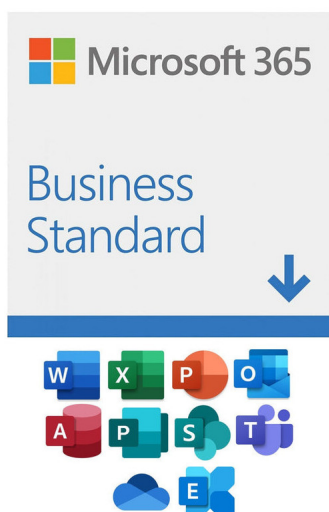 Microsoft 365
Business
Standard
W X P O
A P S T
E